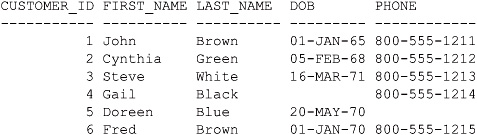 CUSTOMER_ID FIRST_NAME LAST_NAME DOB PHONE
----------- ---------- ---------- --------- ------------
1 John Brown 01-JAN-65 800-555-1211
2 Cynthia Green 05-FEB-68 800-555-1212
3 Steve White 16-MAR-71 800-555-1213
4 Gail Black 800-555-1214
5 Doreen Blue 20-MAY-70
6 Fred Brown 01-JAN-70 800-555-1215